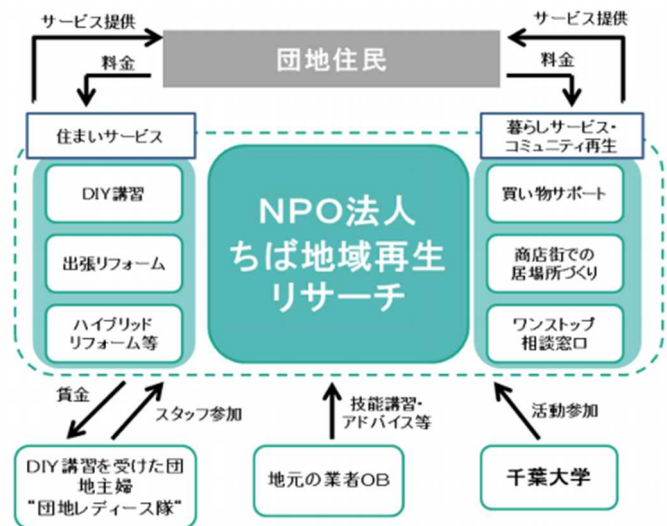 サービス提供
サービス提供
団地住民
料金
料金
住まいサービス
暮らしサービス・
コミュニティ再生
DIY講習
出張リフォーム
ハイブリッド
リフォーム等
NPO法人
ちば地域再生
リサーチ
買い物サポート
商店街での
居場所づくり
ワンストップ
相談窓口
賃金
スタッフ参加
技能講習・
アドバイス等
活動参加
DIY講習を受けた団
地主婦
“団地レディース隊”
地元の業者OB
千葉大学